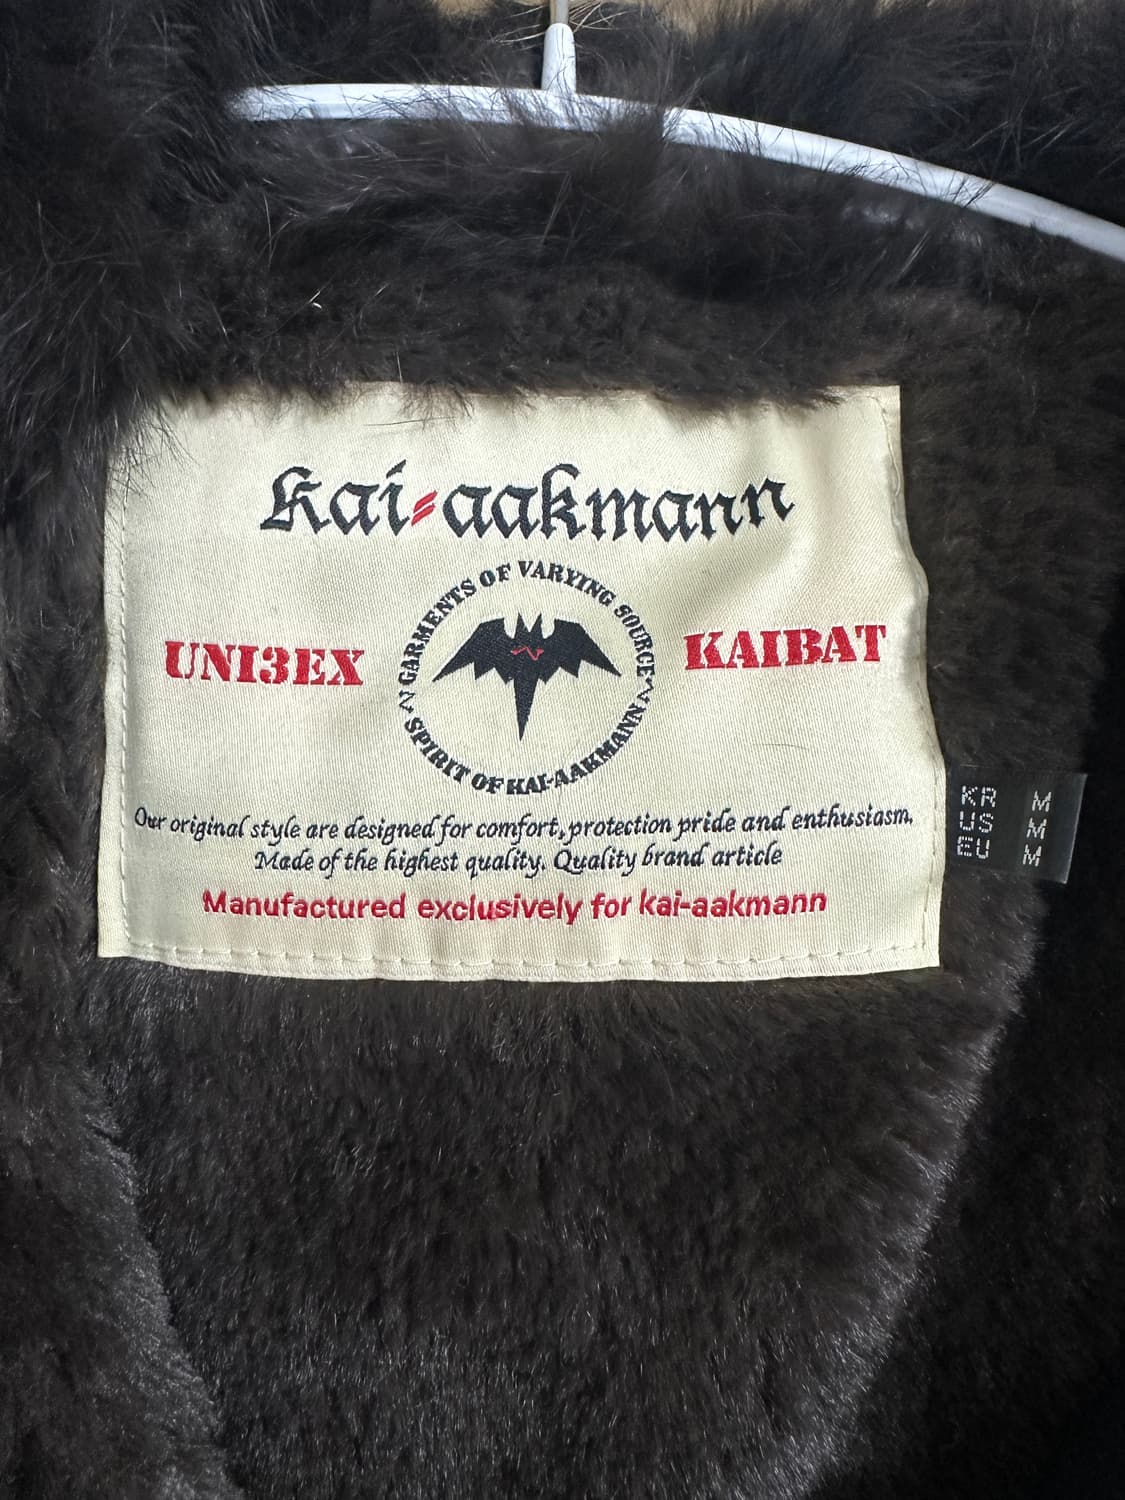 kai=aakmann
GARMENTS OF VARYING SOURCE
UNI3EX
KAIBAT
SPIRIT OF KAI-AAKMANN
Our original style are designed for comfort, protection pride and enthusiasm.
Made of the highest quality. Quality brand article
Manufactured exclusively for kai-aakmann
KR M
US M
EU M